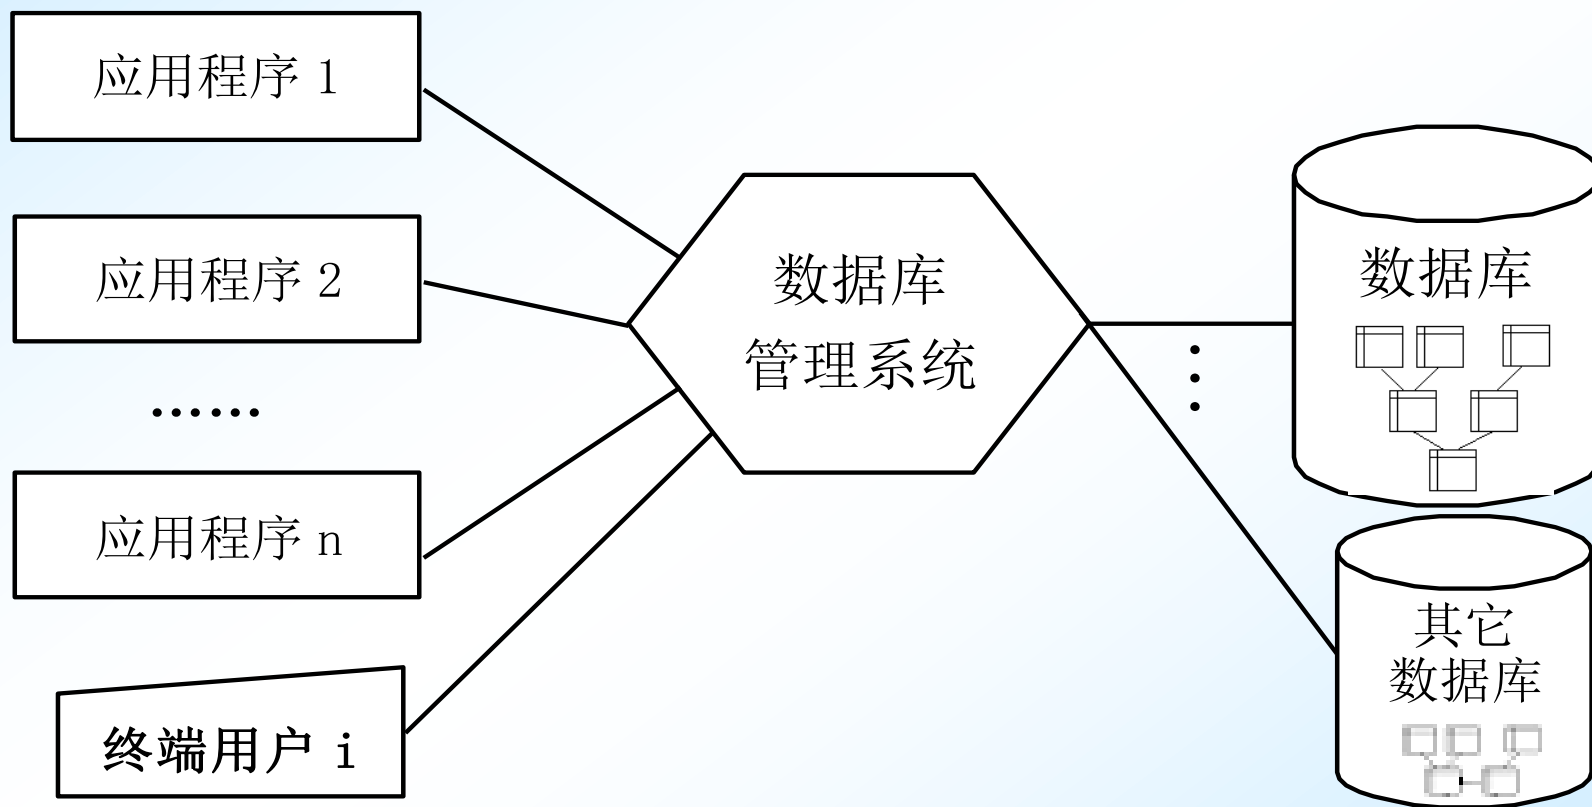 应用程序 1
应用程序 2
……
应用程序 n
终端用户 i
数据库
管理系统
数据库
其它
数据库